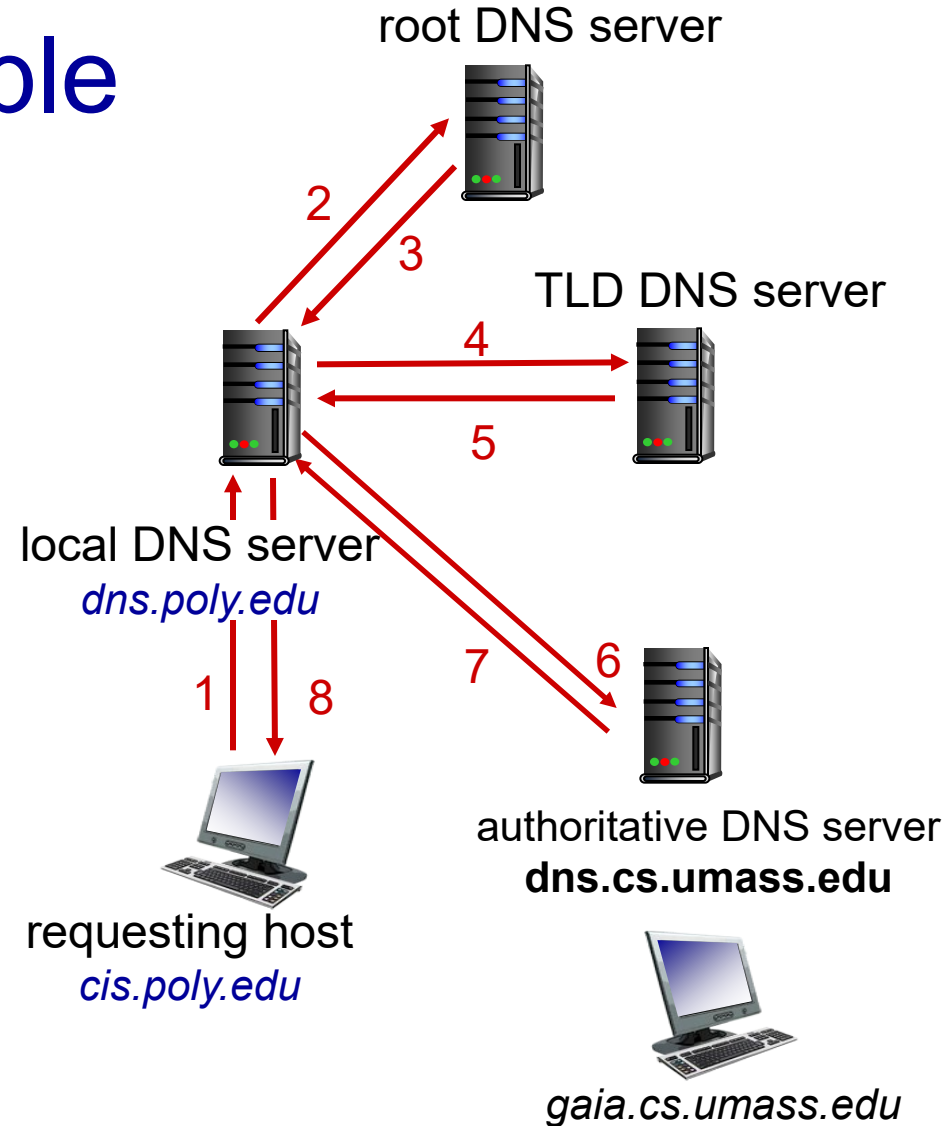 root DNS server
ple
2
3
TLD DNS server
4
5
local DNS server
dns.poly.edu
7
6
1
8
authoritative DNS server
dns.cs.umass.edu
requesting host
cis.poly.edu
gaia.cs.umass.edu